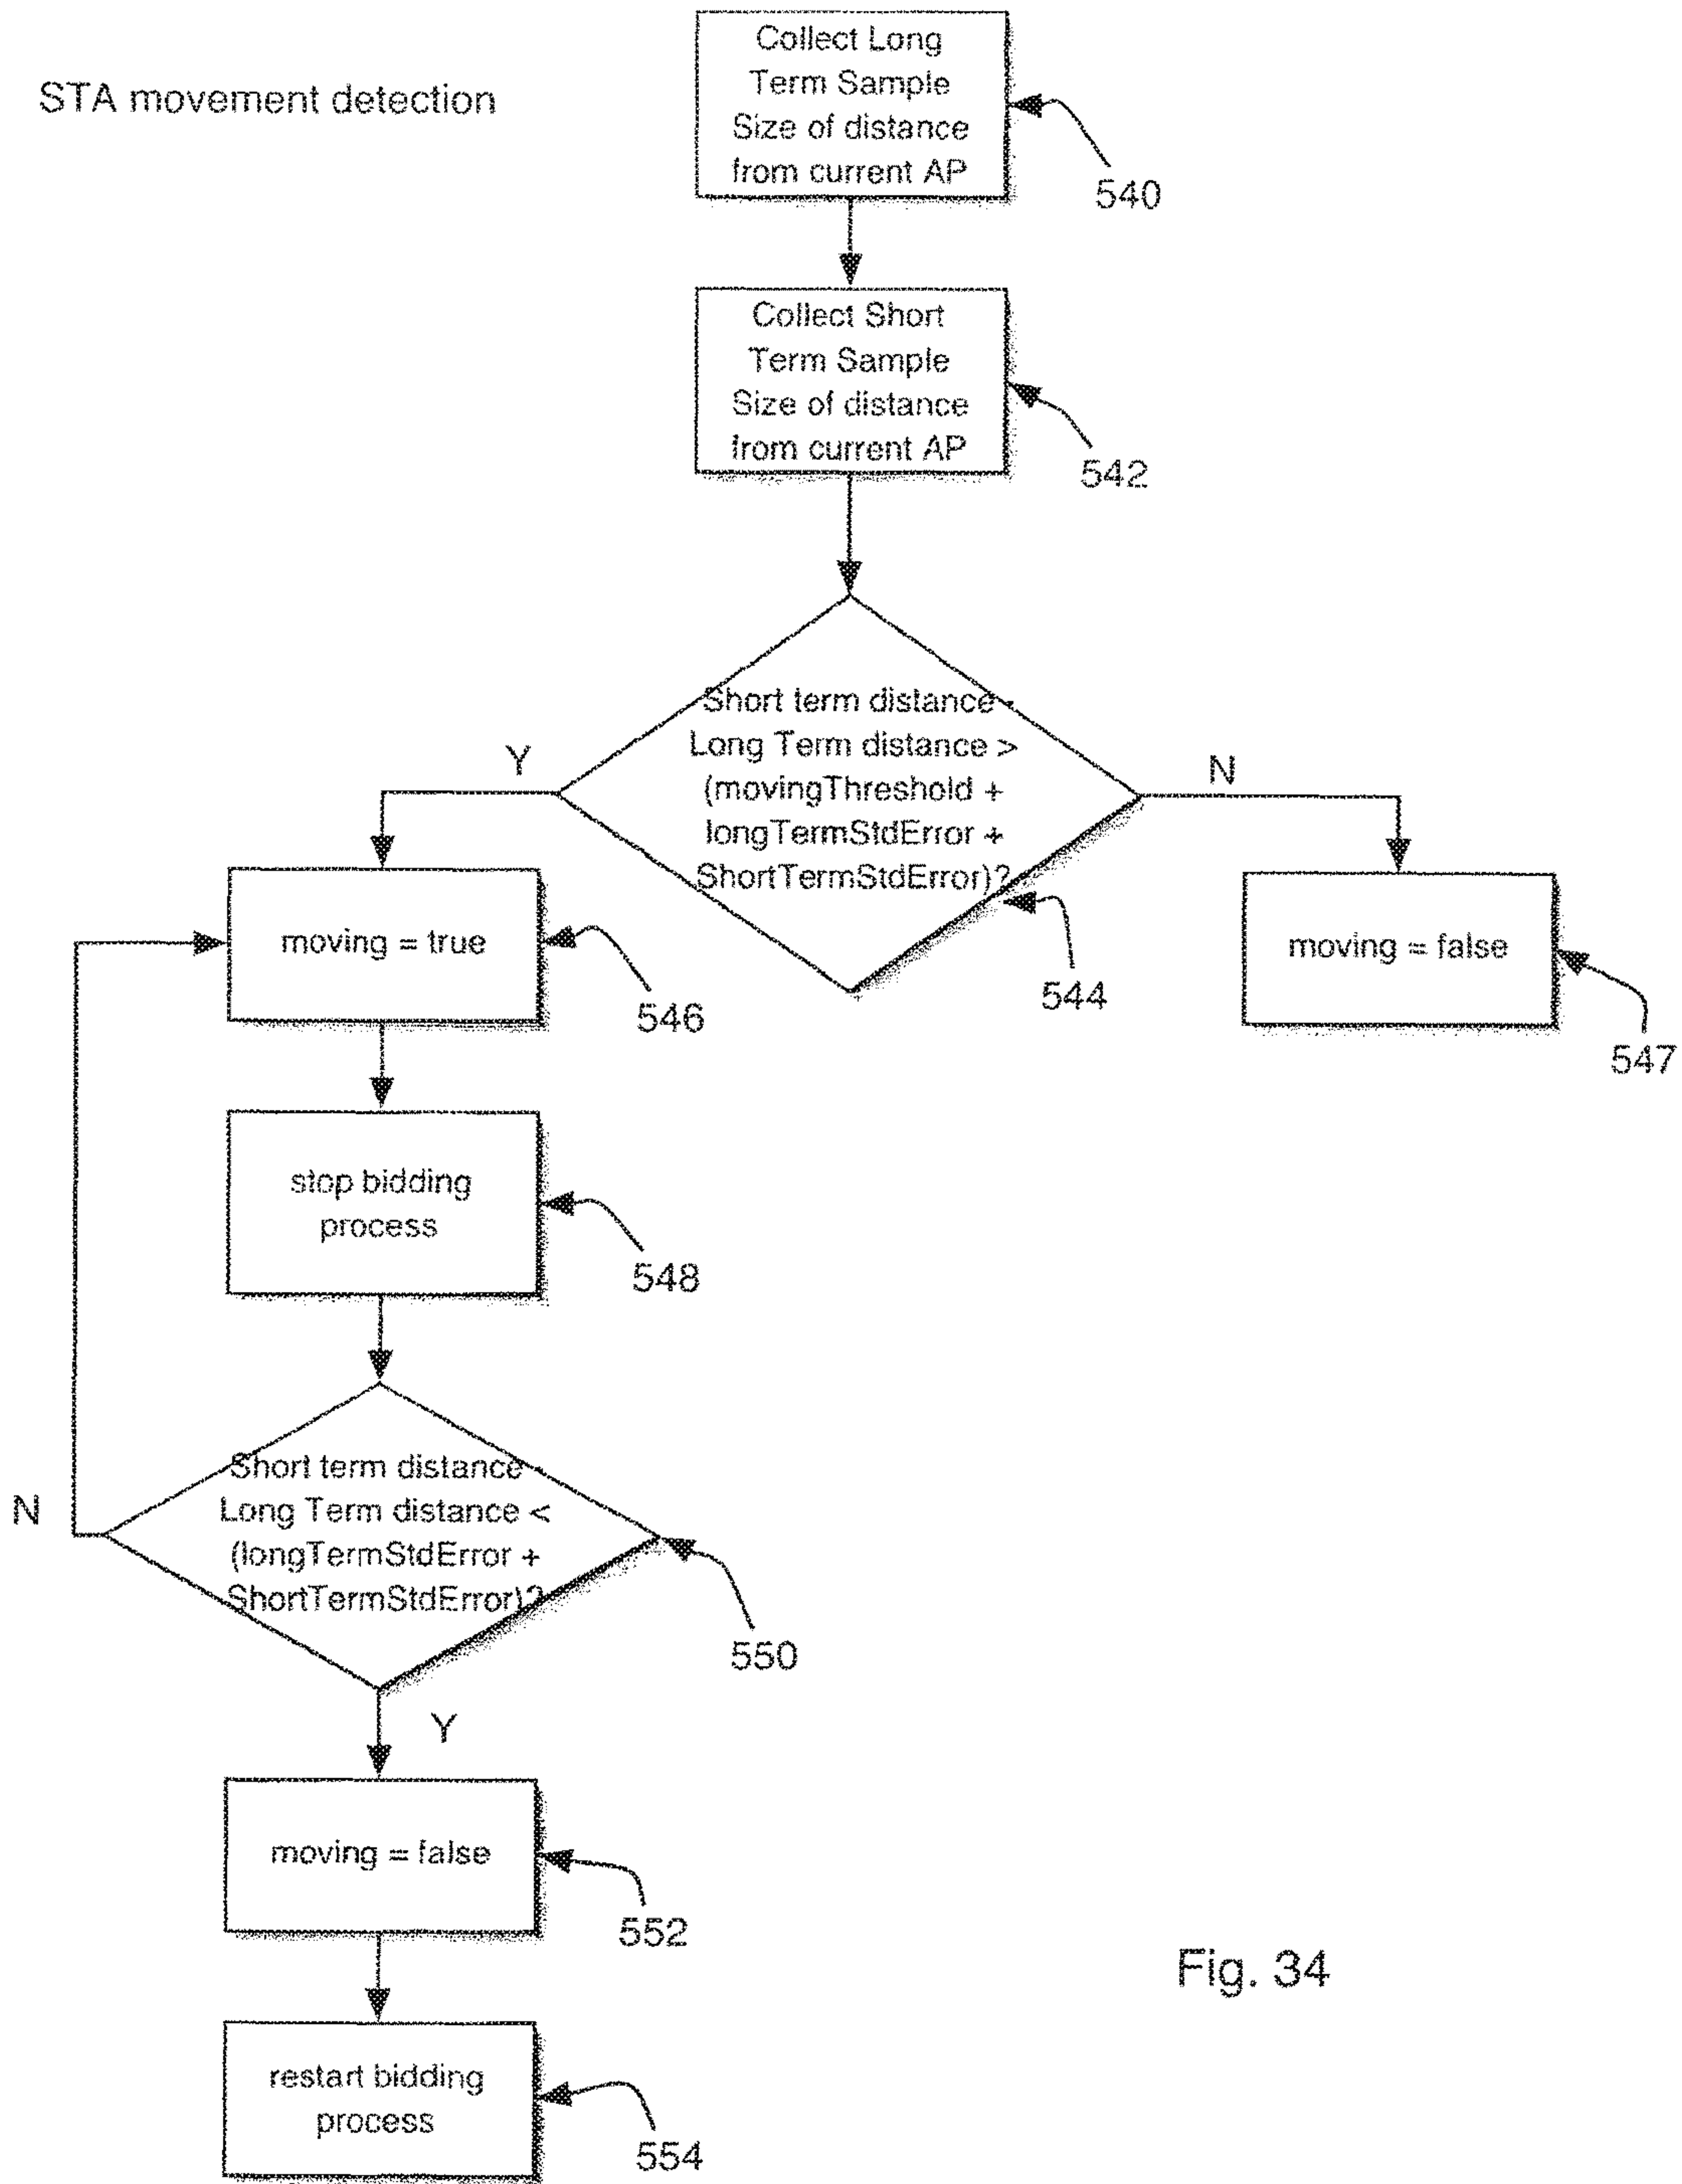 STA movement detection
Collect Long
Term Sample
Size of distance
from current AP
540
Collect Short
Term Sample
Size of distance
from current AP
542
Short term distance -
Long Term distance >
(movingThreshold +
longTermStdError +
ShortTermStdError)?
544
Y
N
moving = true
546
moving = false
547
stop bidding
process
548
Short term distance -
Long Term distance <
(longTermStdError +
ShortTermStdError)?
550
N
Y
moving = false
552
restart bidding
process
554
Fig. 34